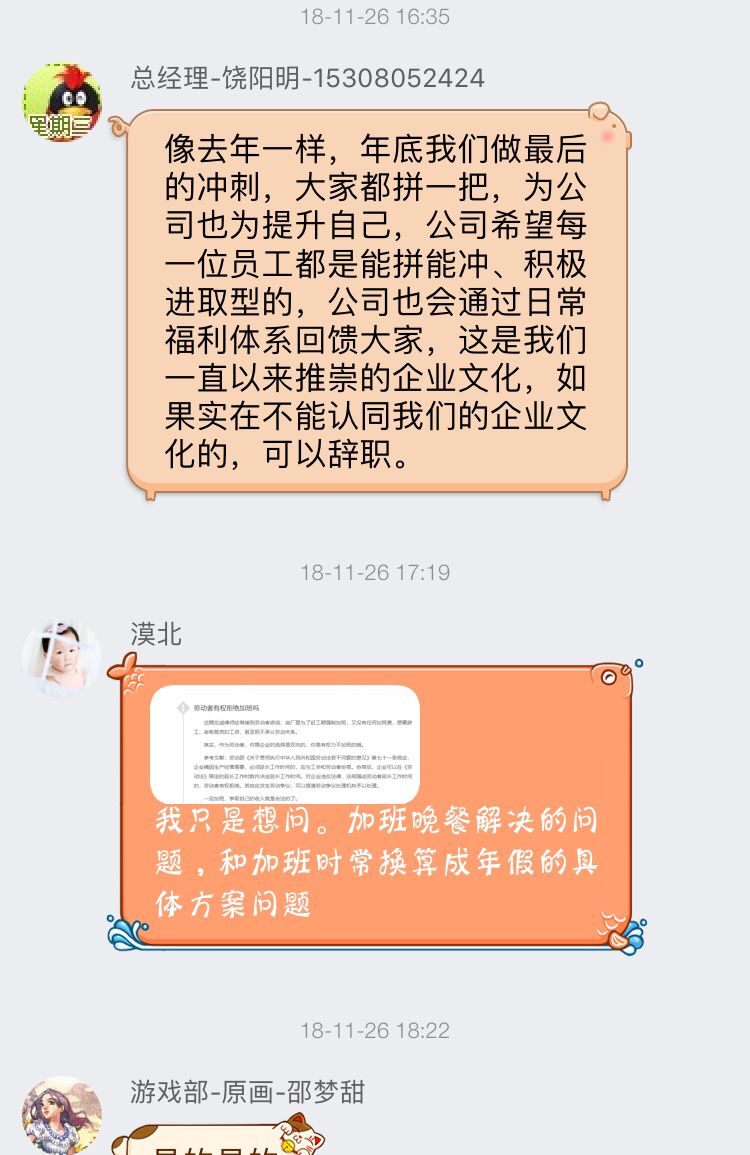 18-11-26 16:35
总经理-饶阳明-15308052424
星期三
像去年一样，年底我们做最后
的冲刺，大家都拼一把，为公
司也为提升自己，公司希望每
一位员工都是能拼能冲、积极
进取型的，公司也会通过日常
福利体系回馈大家，这是我们
一直以来推崇的企业文化，如
果实在不能认同我们的企业文
化的，可以辞职。
18-11-26 17:19
漠北
劳动者有权拒绝加班吗
我只是想问。加班晚餐解决的问
题，和加班时常换算成年假的具
体方案问题
18-11-26 18:22
游戏部-原画-邵梦甜